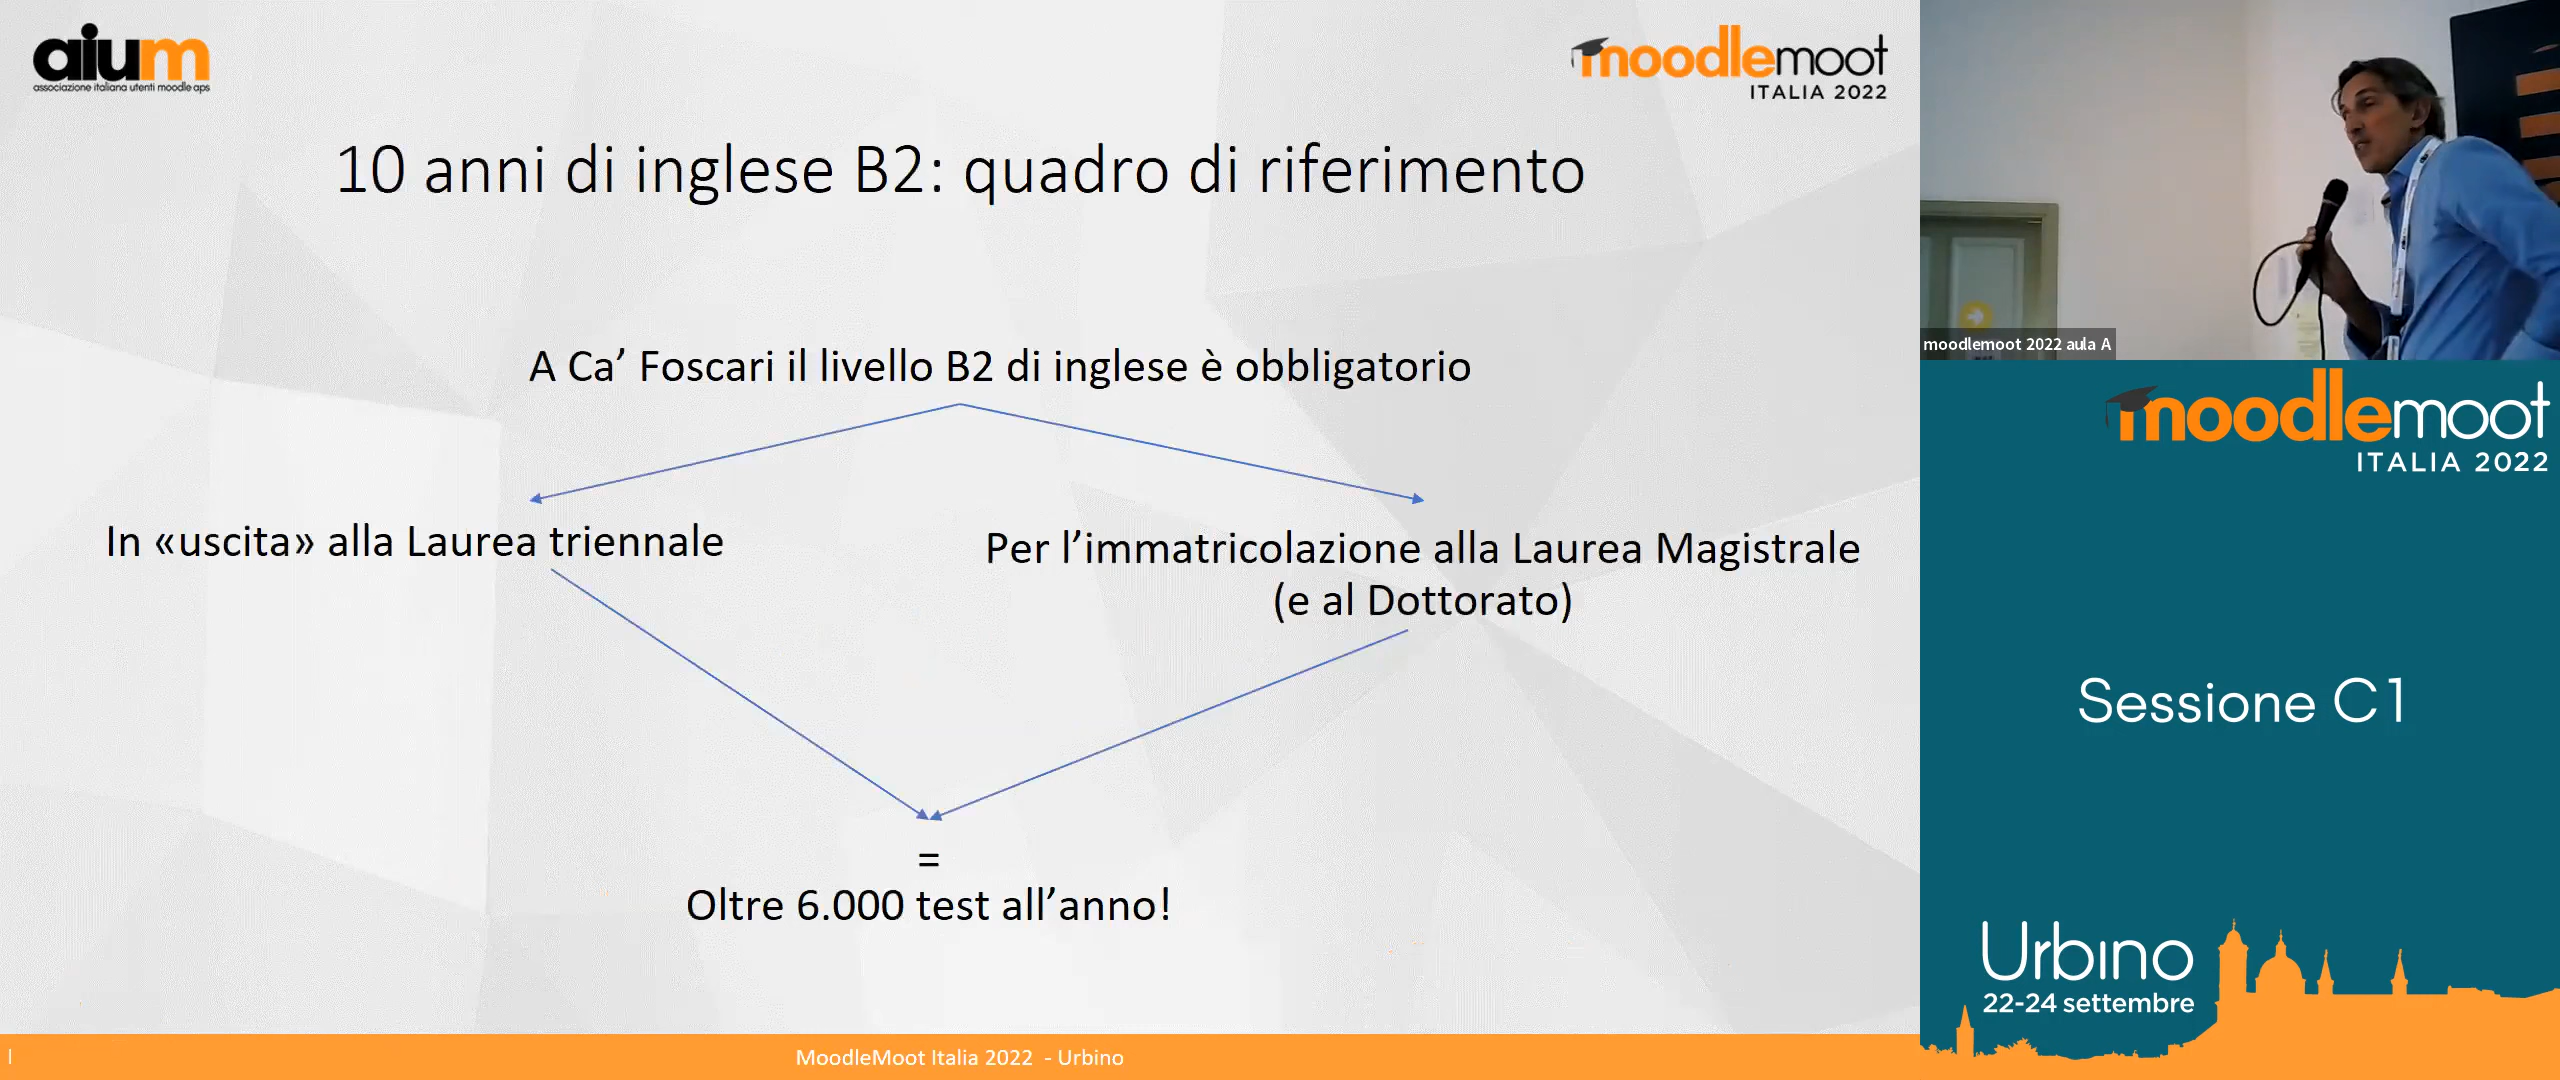 aium
associazione italiana utenti moodle aps
moodlemoot
ITALIA 2022
10 anni di inglese B2: quadro di riferimento
A Ca’ Foscari il livello B2 di inglese è obbligatorio
In «uscita» alla Laurea triennale
Per l’immatricolazione alla Laurea Magistrale
(e al Dottorato)
=
Oltre 6.000 test all’anno!
MoodleMoot Italia 2022 - Urbino
moodlemoot 2022 aula A
moodlemoot
ITALIA 2022
Sessione C1
Urbino
22-24 settembre